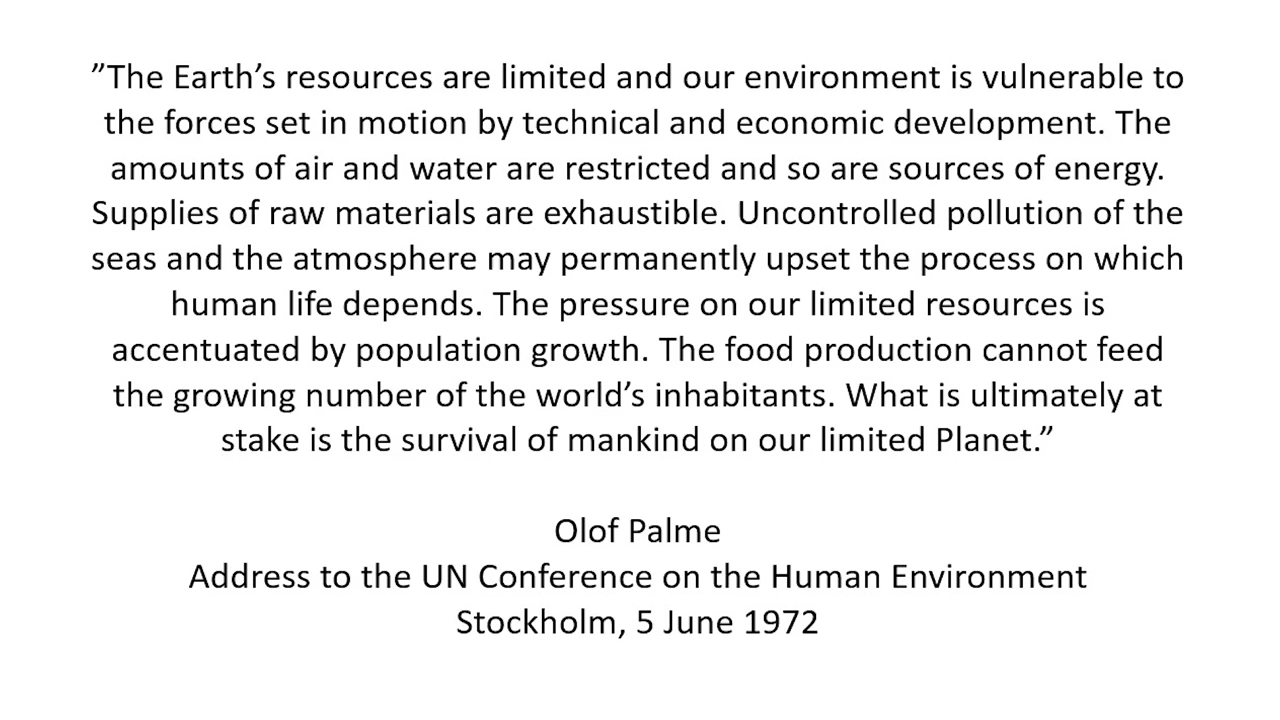 ”The Earth’s resources are limited and our environment is vulnerable to
the forces set in motion by technical and economic development. The
amounts of air and water are restricted and so are sources of energy.
Supplies of raw materials are exhaustible. Uncontrolled pollution of the
seas and the atmosphere may permanently upset the process on which
human life depends. The pressure on our limited resources is
accentuated by population growth. The food production cannot feed
the growing number of the world’s inhabitants. What is ultimately at
stake is the survival of mankind on our limited Planet.”
Olof Palme
Address to the UN Conference on the Human Environment
Stockholm, 5 June 1972